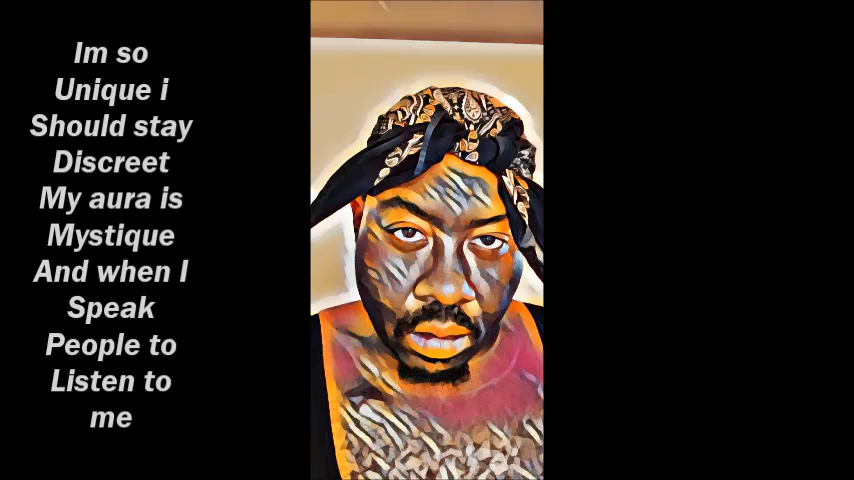 Im so
Unique i
Should stay
Discreet
My aura is
Mystique
And when I
Speak
People to
Listen to
me